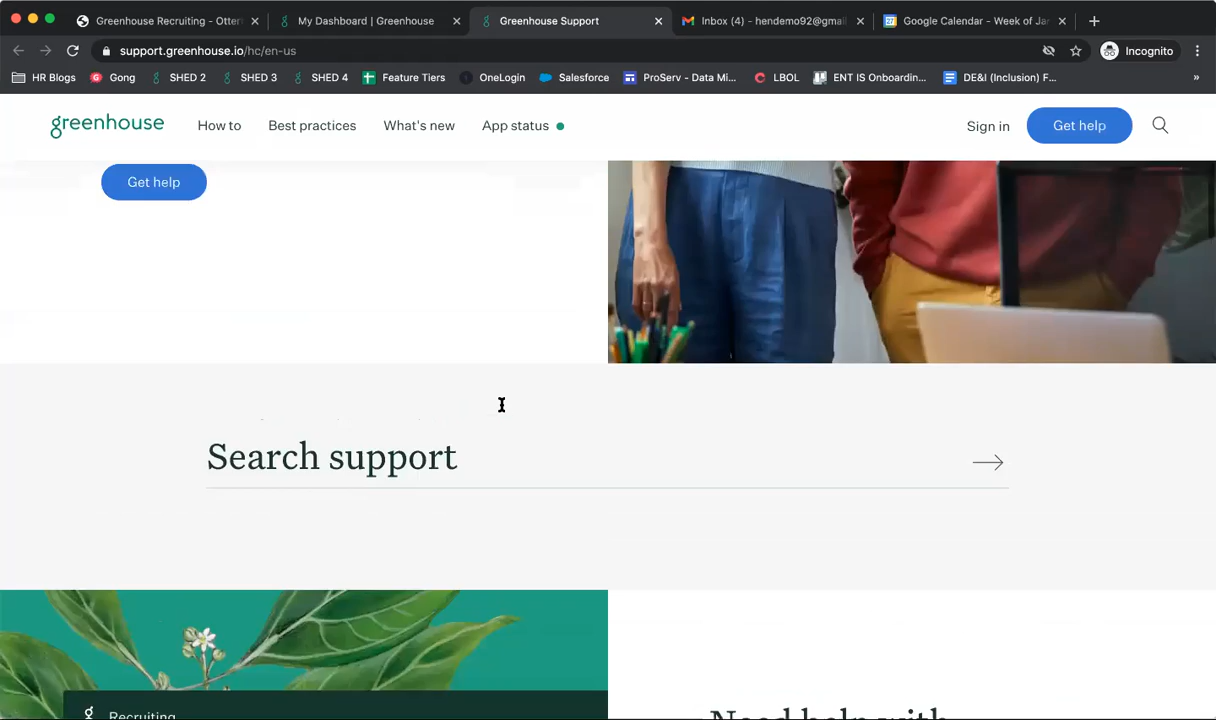 Greenhouse Recruiting - Otter
My Dashboard | Greenhouse
Greenhouse Support
Inbox (4) - hendemo92@gmai
Google Calendar - Week of Ja
support.greenhouse.io/hc/en-us
Incognito
HR Blogs
Gong
SHED 2
SHED 3
SHED 4
Feature Tiers
OneLogin
Salesforce
ProServ - Data Mi...
LBOL
ENT IS Onboardin...
DE&I (Inclusion) F...
»
greenhouse
How to
Best practices
What's new
App status
Sign in
Get help
Get help
Search support
Recruiting
Need help with